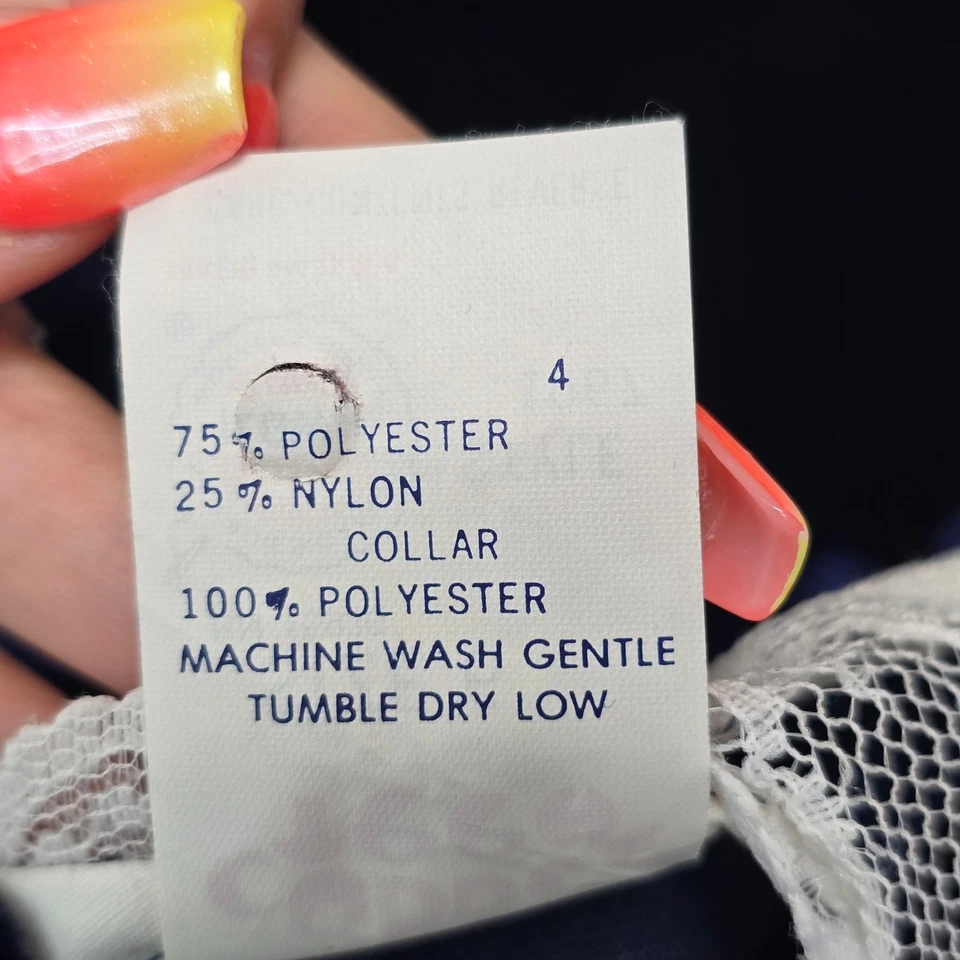 4
75% POLYESTER
25% NYLON
COLLAR
100% POLYESTER
MACHINE WASH GENTLE
TUMBLE DRY LOW